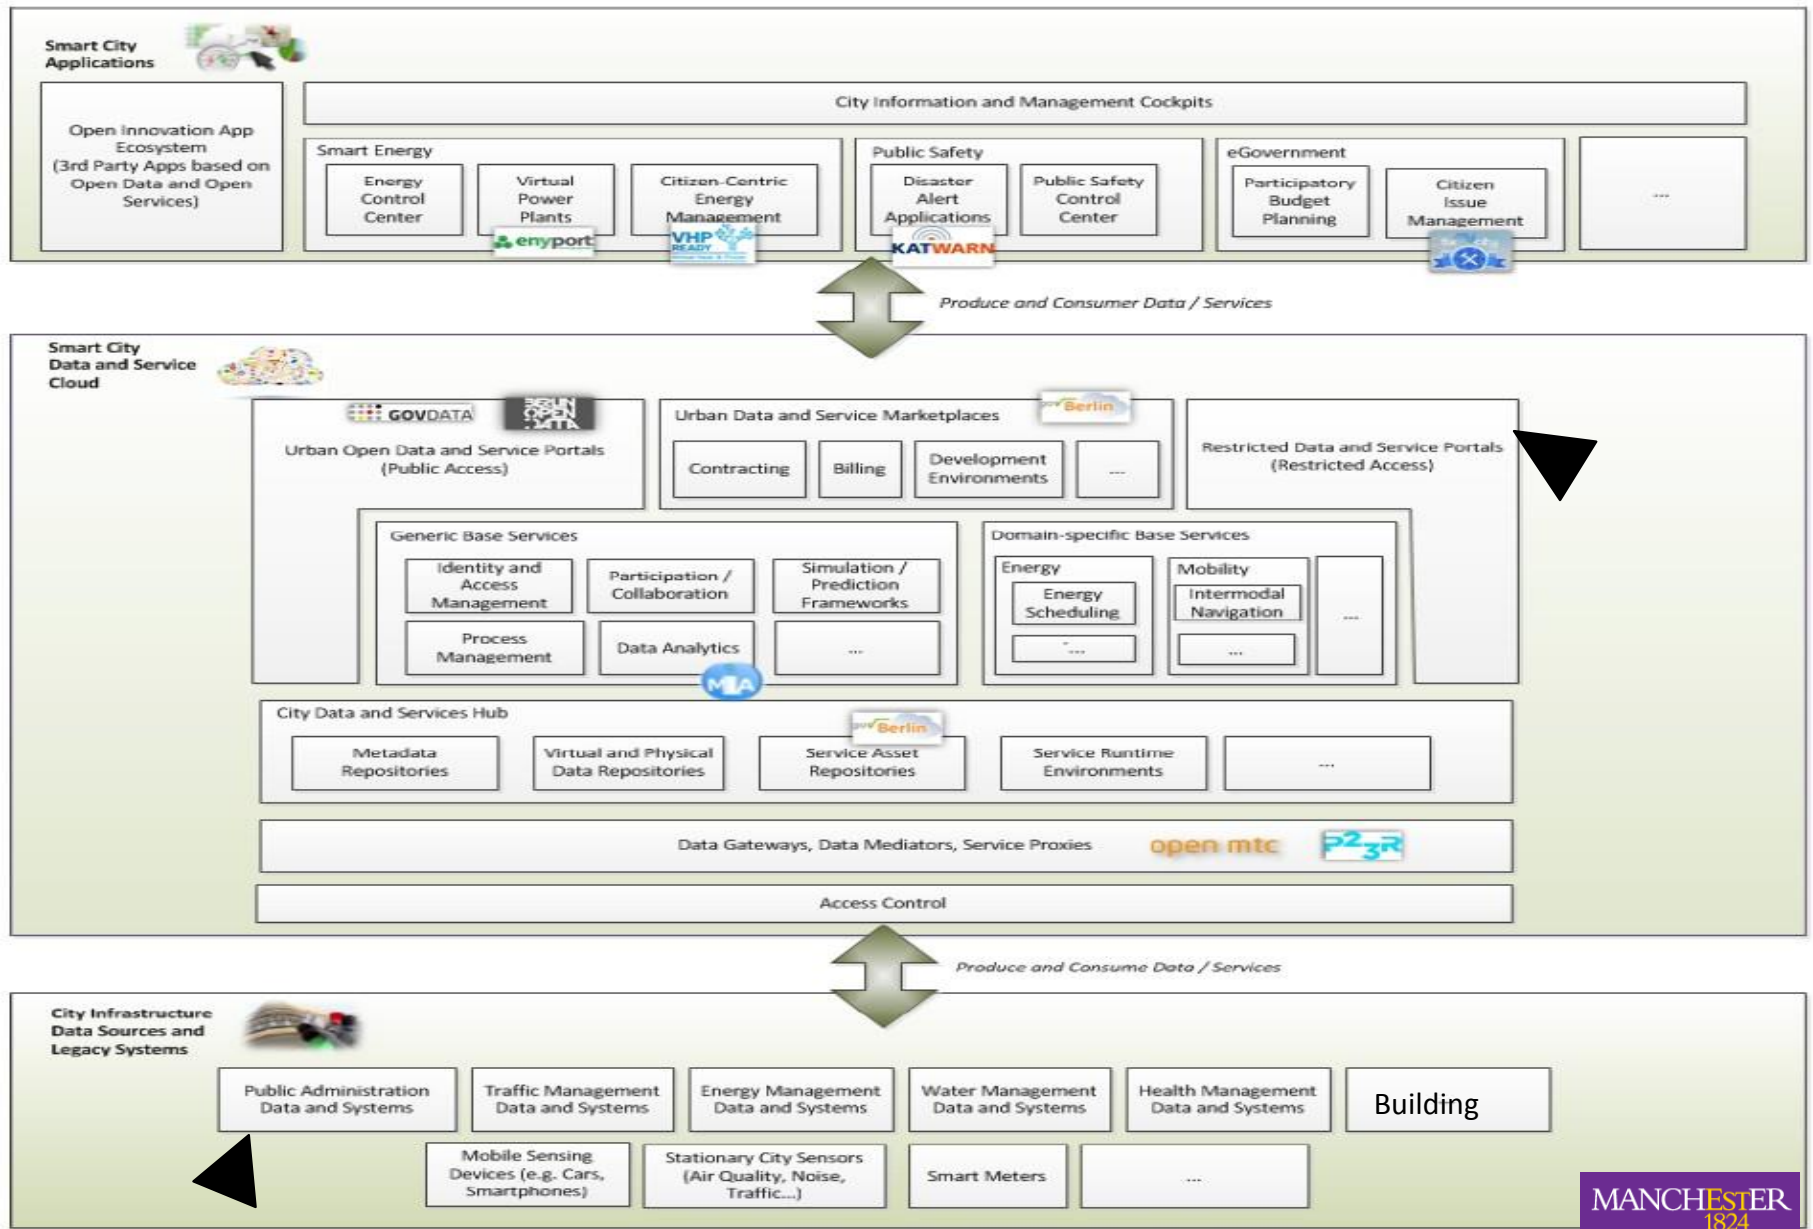 Smart City
Applications
Open Innovation App
Ecosystem
(3rd Party Apps based on
Open Data and Open
Services)
City Information and Management Cockpits
Smart Energy
Energy
Control
Center
Virtual
Power
Plants
enyport
Citizen-Centric
Energy
Management
VHP
READY
Public Safety
Disaster
Alert
Applications
KATWARN
Public Safety
Control
Center
eGovernment
Participatory
Budget
Planning
Citizen
Issue
Management
...
Produce and Consumer Data / Services
Smart City
Data and Service
Cloud
GOVDATA
BERLIN
OPEN
DATA
Urban Open Data and Service Portals
(Public Access)
Urban Data and Service Marketplaces
govBerlin
Contracting
Billing
Development
Environments
...
Restricted Data and Service Portals
(Restricted Access)
Generic Base Services
Identity and
Access
Management
Participation /
Collaboration
Simulation /
Prediction
Frameworks
Process
Management
Data Analytics
...
MIA
Domain-specific Base Services
Energy
Energy
Scheduling
...
Mobility
Intermodal
Navigation
...
...
City Data and Services Hub
govBerlin
Metadata
Repositories
Virtual and Physical
Data Repositories
Service Asset
Repositories
Service Runtime
Environments
...
Data Gateways, Data Mediators, Service Proxies
open mtc
P23R
Access Control
Produce and Consume Data / Services
City Infrastructure
Data Sources and
Legacy Systems
Public Administration
Data and Systems
Traffic Management
Data and Systems
Energy Management
Data and Systems
Water Management
Data and Systems
Health Management
Data and Systems
Building
Mobile Sensing
Devices (e.g. Cars,
Smartphones)
Stationary City Sensors
(Air Quality, Noise,
Traffic...)
Smart Meters
...
MANCHESTER
1824